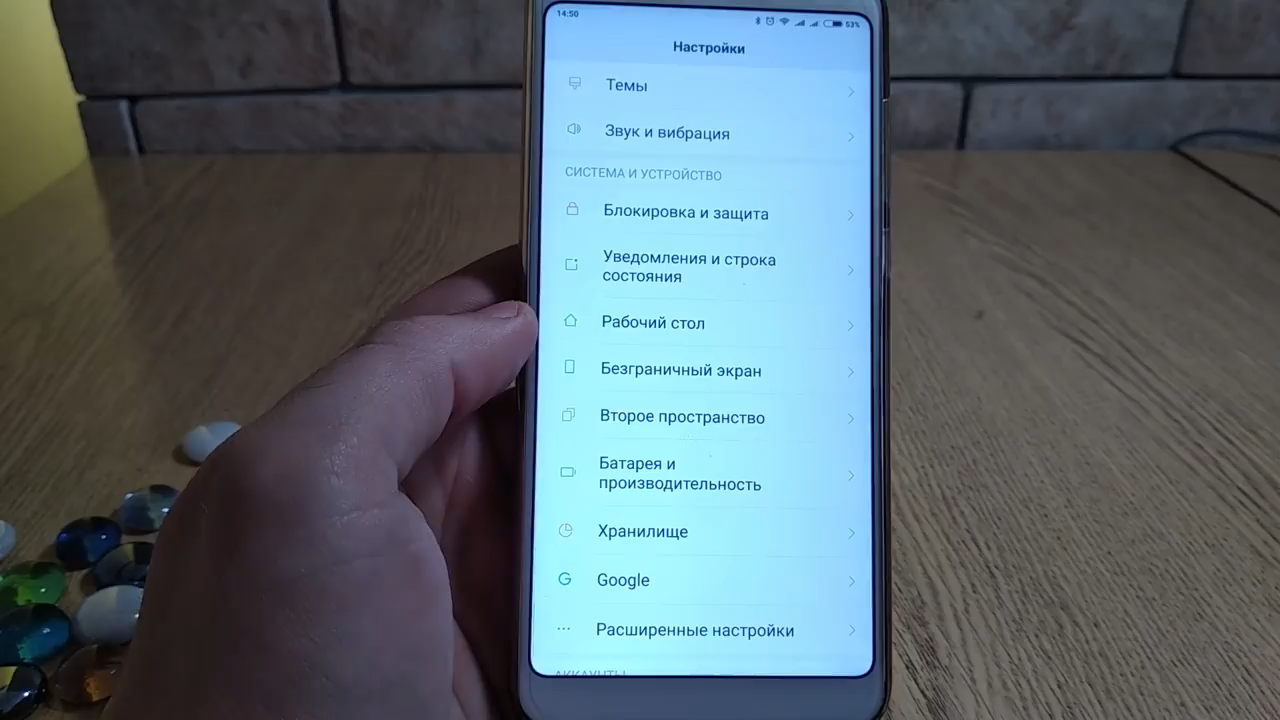 14:50
53%
Настройки
Темы
Звук и вибрация
СИСТЕМА И УСТРОЙСТВО
Блокировка и защита
Уведомления и строка
состояния
Рабочий стол
Безграничный экран
Второе пространство
Батарея и
производительность
Хранилище
Google
Расширенные настройки
АККАУНТЫ